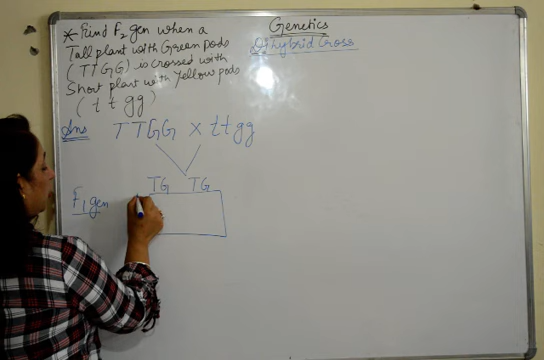 Genetics
Dihybrid Cross
* Find F2 gen when a
Tall plant with Green pods
(TTGG) is crossed with
Short plant with Yellow pods
(ttgg)
Ans TTGG × ttgg
TG TG
F1 gen